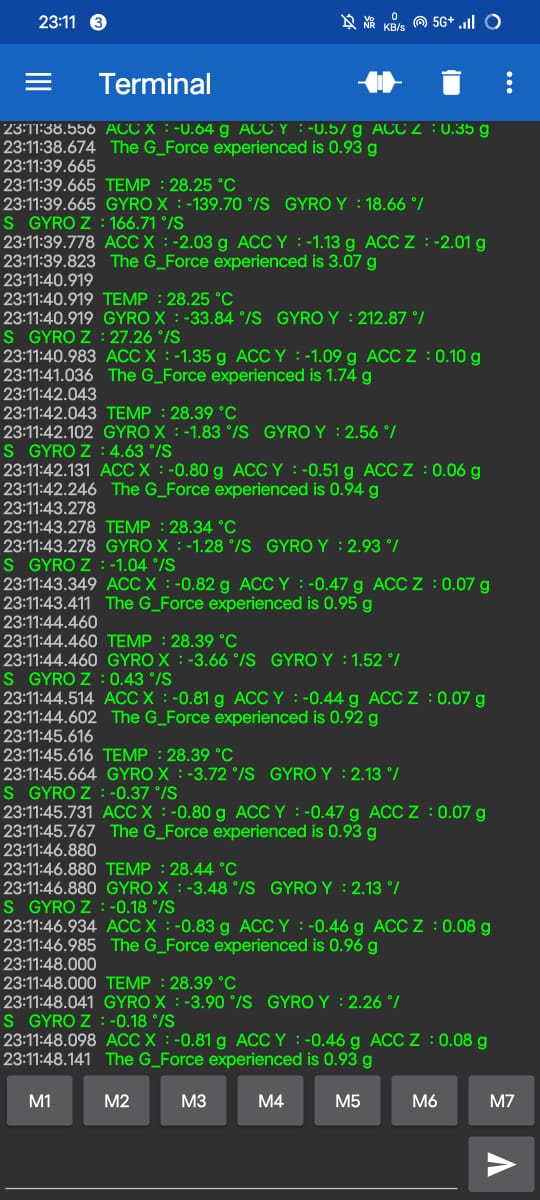 23:11 3 Vo NR 0 KB/s 5G+
Terminal
23:11:38.556 ACC X : -0.64 g ACC Y : -0.57 g ACC Z : 0.35 g
23:11:38.674 The G_Force experienced is 0.93 g
23:11:39.665
23:11:39.665 TEMP : 28.25 °C
23:11:39.665 GYRO X : -139.70 °/S GYRO Y : 18.66 °/
S GYRO Z : 166.71 °/S
23:11:39.778 ACC X : -2.03 g ACC Y : -1.13 g ACC Z : -2.01 g
23:11:39.823 The G_Force experienced is 3.07 g
23:11:40.919
23:11:40.919 TEMP : 28.25 °C
23:11:40.919 GYRO X : -33.84 °/S GYRO Y : 212.87 °/
S GYRO Z : 27.26 °/S
23:11:40.983 ACC X : -1.35 g ACC Y : -1.09 g ACC Z : 0.10 g
23:11:41.036 The G_Force experienced is 1.74 g
23:11:42.043
23:11:42.043 TEMP : 28.39 °C
23:11:42.102 GYRO X : -1.83 °/S GYRO Y : 2.56 °/
S GYRO Z : 4.63 °/S
23:11:42.131 ACC X : -0.80 g ACC Y : -0.51 g ACC Z : 0.06 g
23:11:42.246 The G_Force experienced is 0.94 g
23:11:43.278
23:11:43.278 TEMP : 28.34 °C
23:11:43.278 GYRO X : -1.28 °/S GYRO Y : 2.93 °/
S GYRO Z : -1.04 °/S
23:11:43.349 ACC X : -0.82 g ACC Y : -0.47 g ACC Z : 0.07 g
23:11:43.411 The G_Force experienced is 0.95 g
23:11:44.460
23:11:44.460 TEMP : 28.39 °C
23:11:44.460 GYRO X : -3.66 °/S GYRO Y : 1.52 °/
S GYRO Z : 0.43 °/S
23:11:44.514 ACC X : -0.81 g ACC Y : -0.44 g ACC Z : 0.07 g
23:11:44.602 The G_Force experienced is 0.92 g
23:11:45.616
23:11:45.616 TEMP : 28.39 °C
23:11:45.664 GYRO X : -3.72 °/S GYRO Y : 2.13 °/
S GYRO Z : -0.37 °/S
23:11:45.731 ACC X : -0.80 g ACC Y : -0.47 g ACC Z : 0.07 g
23:11:45.767 The G_Force experienced is 0.93 g
23:11:46.880
23:11:46.880 TEMP : 28.44 °C
23:11:46.880 GYRO X : -3.48 °/S GYRO Y : 2.13 °/
S GYRO Z : -0.18 °/S
23:11:46.934 ACC X : -0.83 g ACC Y : -0.46 g ACC Z : 0.08 g
23:11:46.985 The G_Force experienced is 0.96 g
23:11:48.000
23:11:48.000 TEMP : 28.39 °C
23:11:48.041 GYRO X : -3.90 °/S GYRO Y : 2.26 °/
S GYRO Z : -0.18 °/S
23:11:48.098 ACC X : -0.81 g ACC Y : -0.46 g ACC Z : 0.08 g
23:11:48.141 The G_Force experienced is 0.93 g
M1 M2 M3 M4 M5 M6 M7